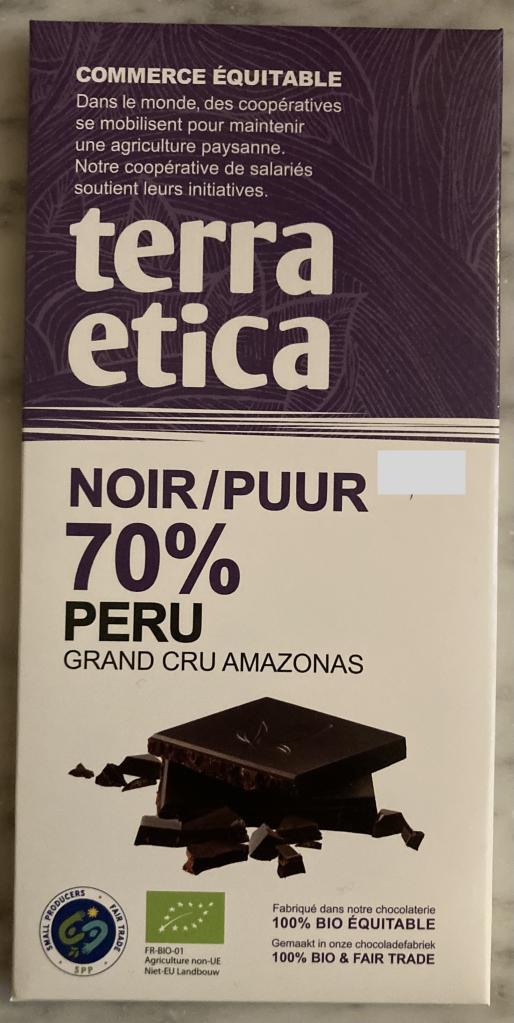 COMMERCE ÉQUITABLE
Dans le monde, des coopératives
se mobilisent pour maintenir
une agriculture paysanne.
Notre coopérative de salariés
soutient leurs initiatives.
terra
etica
NOIR/PUUR
70%
PERU
GRAND CRU AMAZONAS
SMALL PRODUCERS • FAIR TRADE • SPP
FR-BIO-01
Agriculture non-UE
Niet-EU Landbouw
Fabriqué dans notre chocolaterie
100% BIO ÉQUITABLE
Gemaakt in onze chocoladefabriek
100% BIO & FAIR TRADE